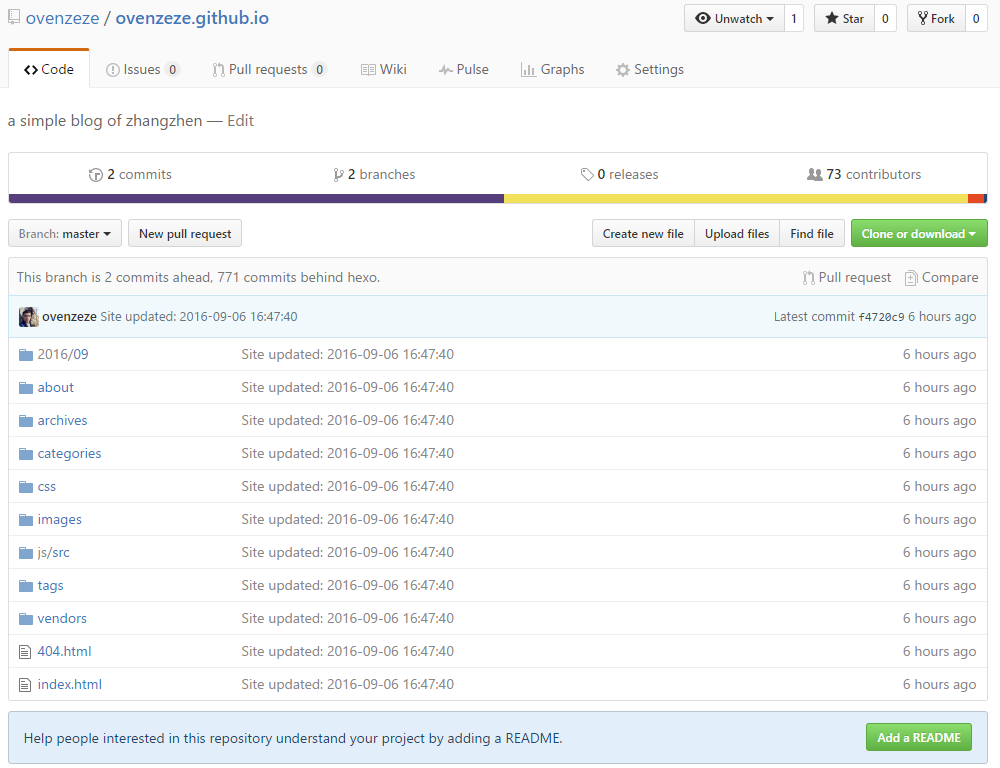 ovenzeze / ovenzeze.github.io Unwatch 1 Star 0 Fork 0
Code Issues 0 Pull requests 0 Wiki Pulse Graphs Settings
a simple blog of zhangzhen — Edit
2 commits 2 branches 0 releases 73 contributors
Branch: master New pull request Create new file Upload files Find file Clone or download
This branch is 2 commits ahead, 771 commits behind hexo. Pull request Compare
ovenzeze Site updated: 2016-09-06 16:47:40 Latest commit f4720c9 6 hours ago
2016/09 Site updated: 2016-09-06 16:47:40 6 hours ago
about Site updated: 2016-09-06 16:47:40 6 hours ago
archives Site updated: 2016-09-06 16:47:40 6 hours ago
categories Site updated: 2016-09-06 16:47:40 6 hours ago
css Site updated: 2016-09-06 16:47:40 6 hours ago
images Site updated: 2016-09-06 16:47:40 6 hours ago
js/src Site updated: 2016-09-06 16:47:40 6 hours ago
tags Site updated: 2016-09-06 16:47:40 6 hours ago
vendors Site updated: 2016-09-06 16:47:40 6 hours ago
404.html Site updated: 2016-09-06 16:47:40 6 hours ago
index.html Site updated: 2016-09-06 16:47:40 6 hours ago
Help people interested in this repository understand your project by adding a README. Add a README